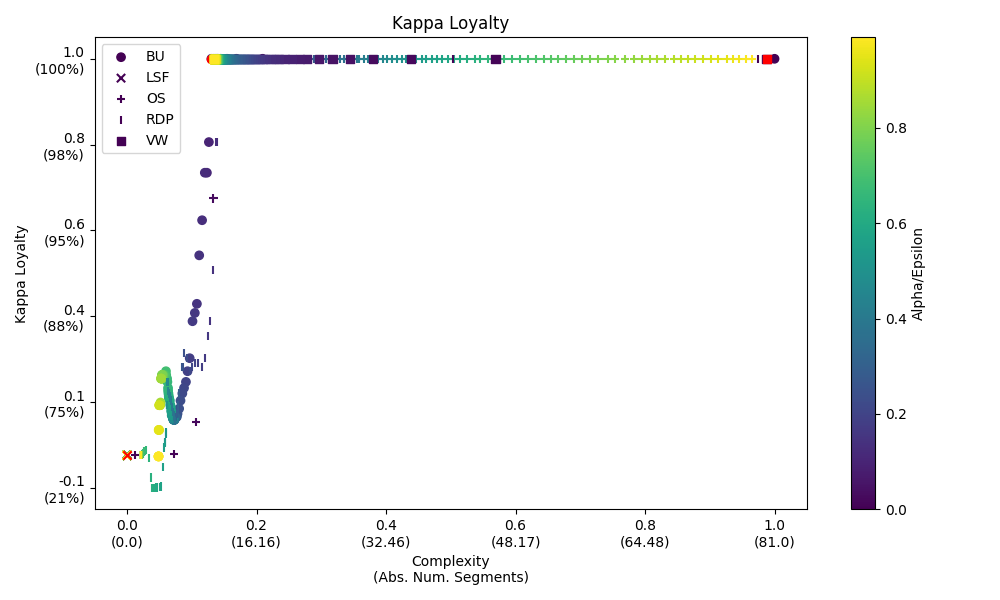 Kappa Loyalty
BU
LSF
OS
RDP
VW
1.0
(100%)
0.8
(98%)
0.6
(95%)
0.4
(88%)
0.1
(75%)
-0.1
(21%)
Kappa Loyalty
0.0
(0.0)
0.2
(16.16)
0.4
(32.46)
0.6
(48.17)
0.8
(64.48)
1.0
(81.0)
Complexity
(Abs. Num. Segments)
0.8
0.6
0.4
0.2
0.0
Alpha/Epsilon